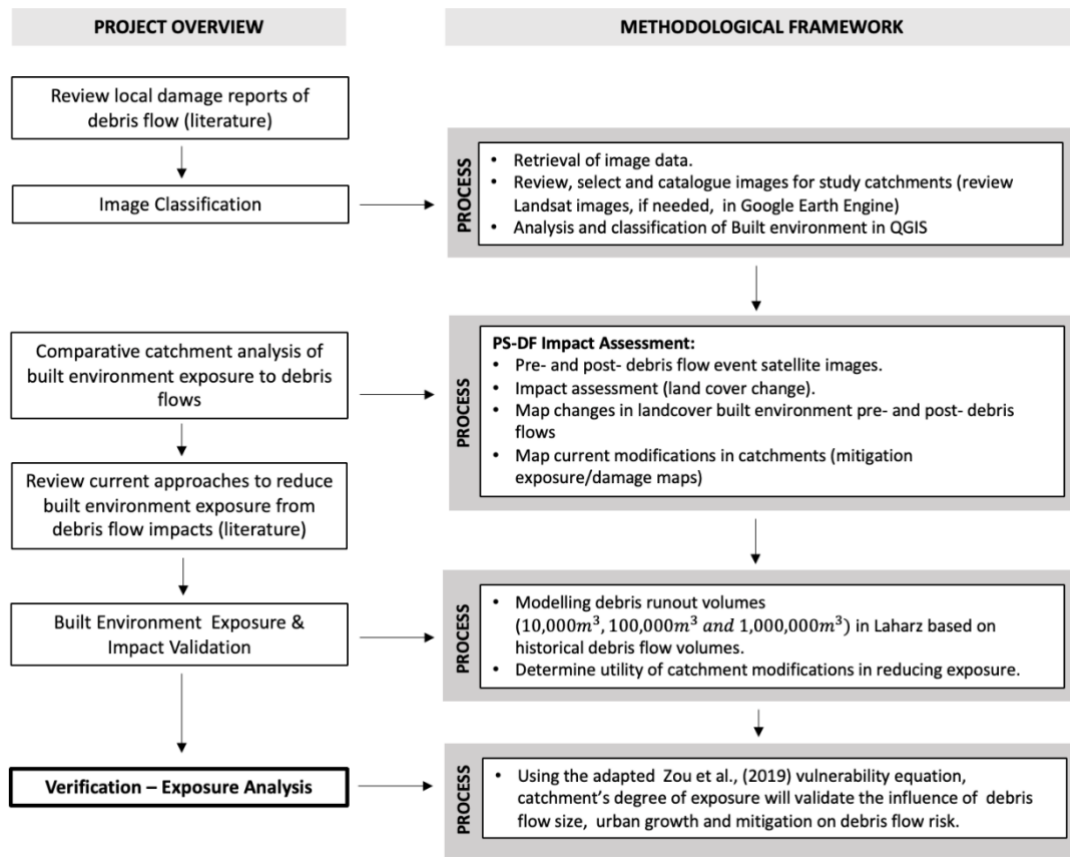 PROJECT OVERVIEW
METHODOLOGICAL FRAMEWORK
Review local damage reports of
debris flow (literature)
Image Classification
PROCESS
• Retrieval of image data.
• Review, select and catalogue images for study catchments (review
Landsat images, if needed, in Google Earth Engine)
• Analysis and classification of Built environment in QGIS
Comparative catchment analysis of
built environment exposure to debris
flows
PROCESS
PS-DF Impact Assessment:
• Pre- and post- debris flow event satellite images.
• Impact assessment (land cover change).
• Map changes in landcover built environment pre- and post- debris
flows
• Map current modifications in catchments (mitigation
exposure/damage maps)
Review current approaches to reduce
built environment exposure from
debris flow impacts (literature)
Built Environment Exposure &
Impact Validation
PROCESS
• Modelling debris runout volumes
(10,000m³, 100,000m³ and 1,000,000m³) in Laharz based on
historical debris flow volumes.
• Determine utility of catchment modifications in reducing exposure.
Verification – Exposure Analysis
PROCESS
• Using the adapted Zou et al., (2019) vulnerability equation,
catchment's degree of exposure will validate the influence of debris
flow size, urban growth and mitigation on debris flow risk.